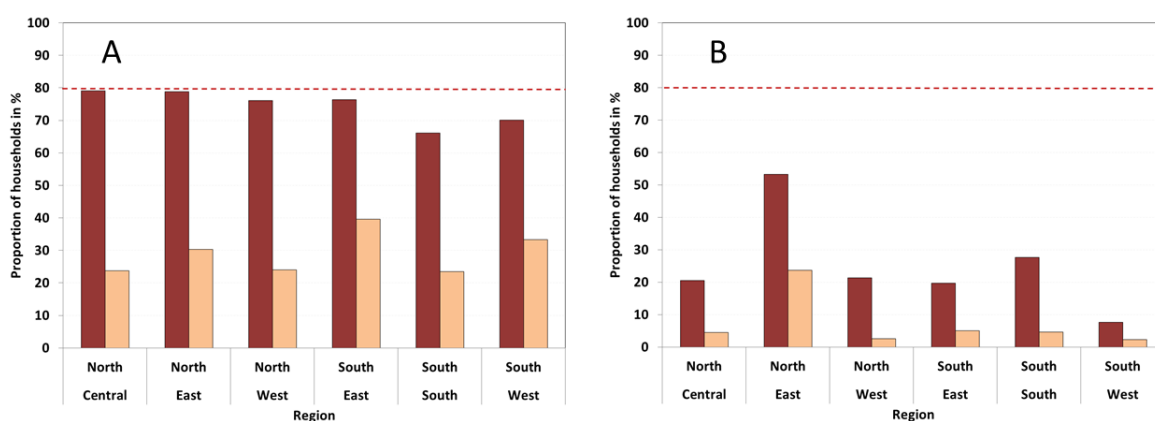 A
Proportion of households in %
100
90
80
70
60
50
40
30
20
10
0
North North North South South South
Central East West East South West
Region
B
Proportion of households in %
100
90
80
70
60
50
40
30
20
10
0
North North North South South South
Central East West East South West
Region